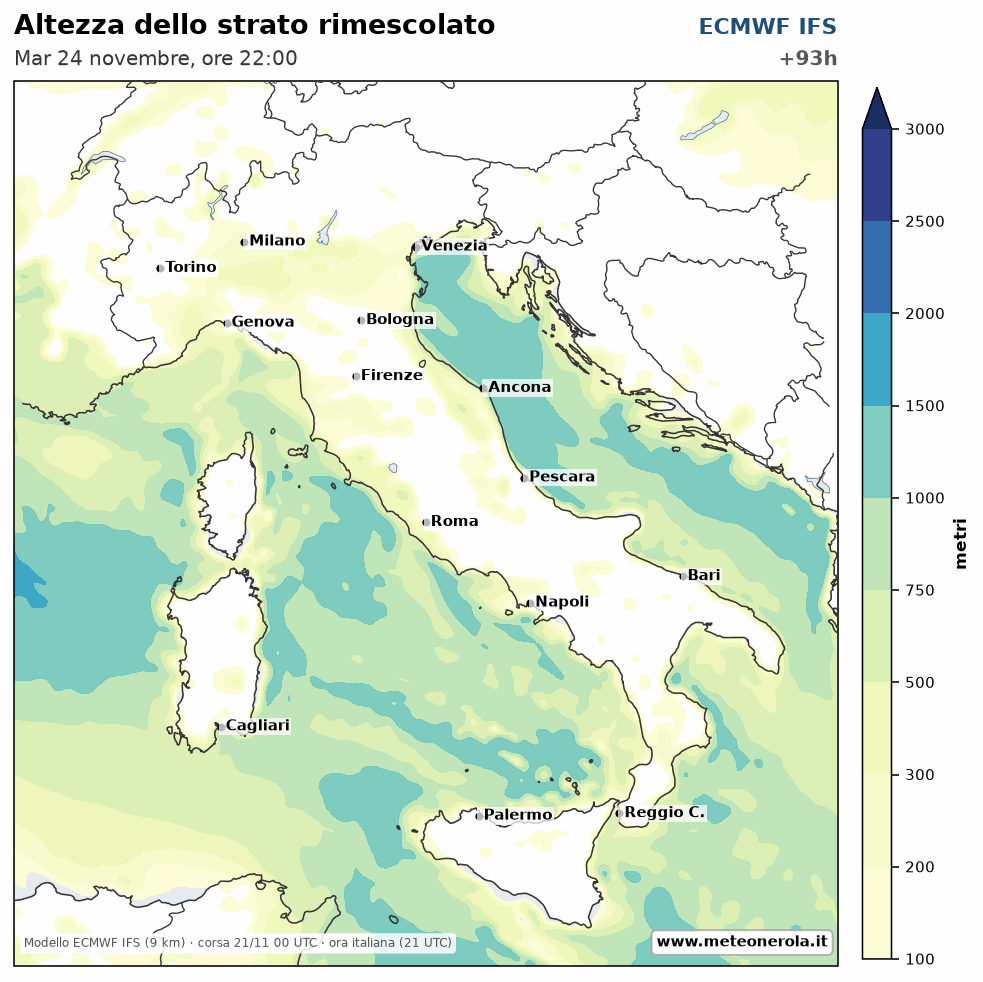 Altezza dello strato rimescolato
ECMWF IFS
Mar 24 novembre, ore 22:00
+93h
Milano
Venezia
Torino
Genova
Bologna
Firenze
Ancona
Pescara
Roma
Bari
Napoli
Cagliari
Palermo
Reggio C.
3000
2500
2000
1500
1000
750
500
300
200
100
metri
Modello ECMWF IFS (9 km) · corsa 21/11 00 UTC · ora italiana (21 UTC)
www.meteonerola.it